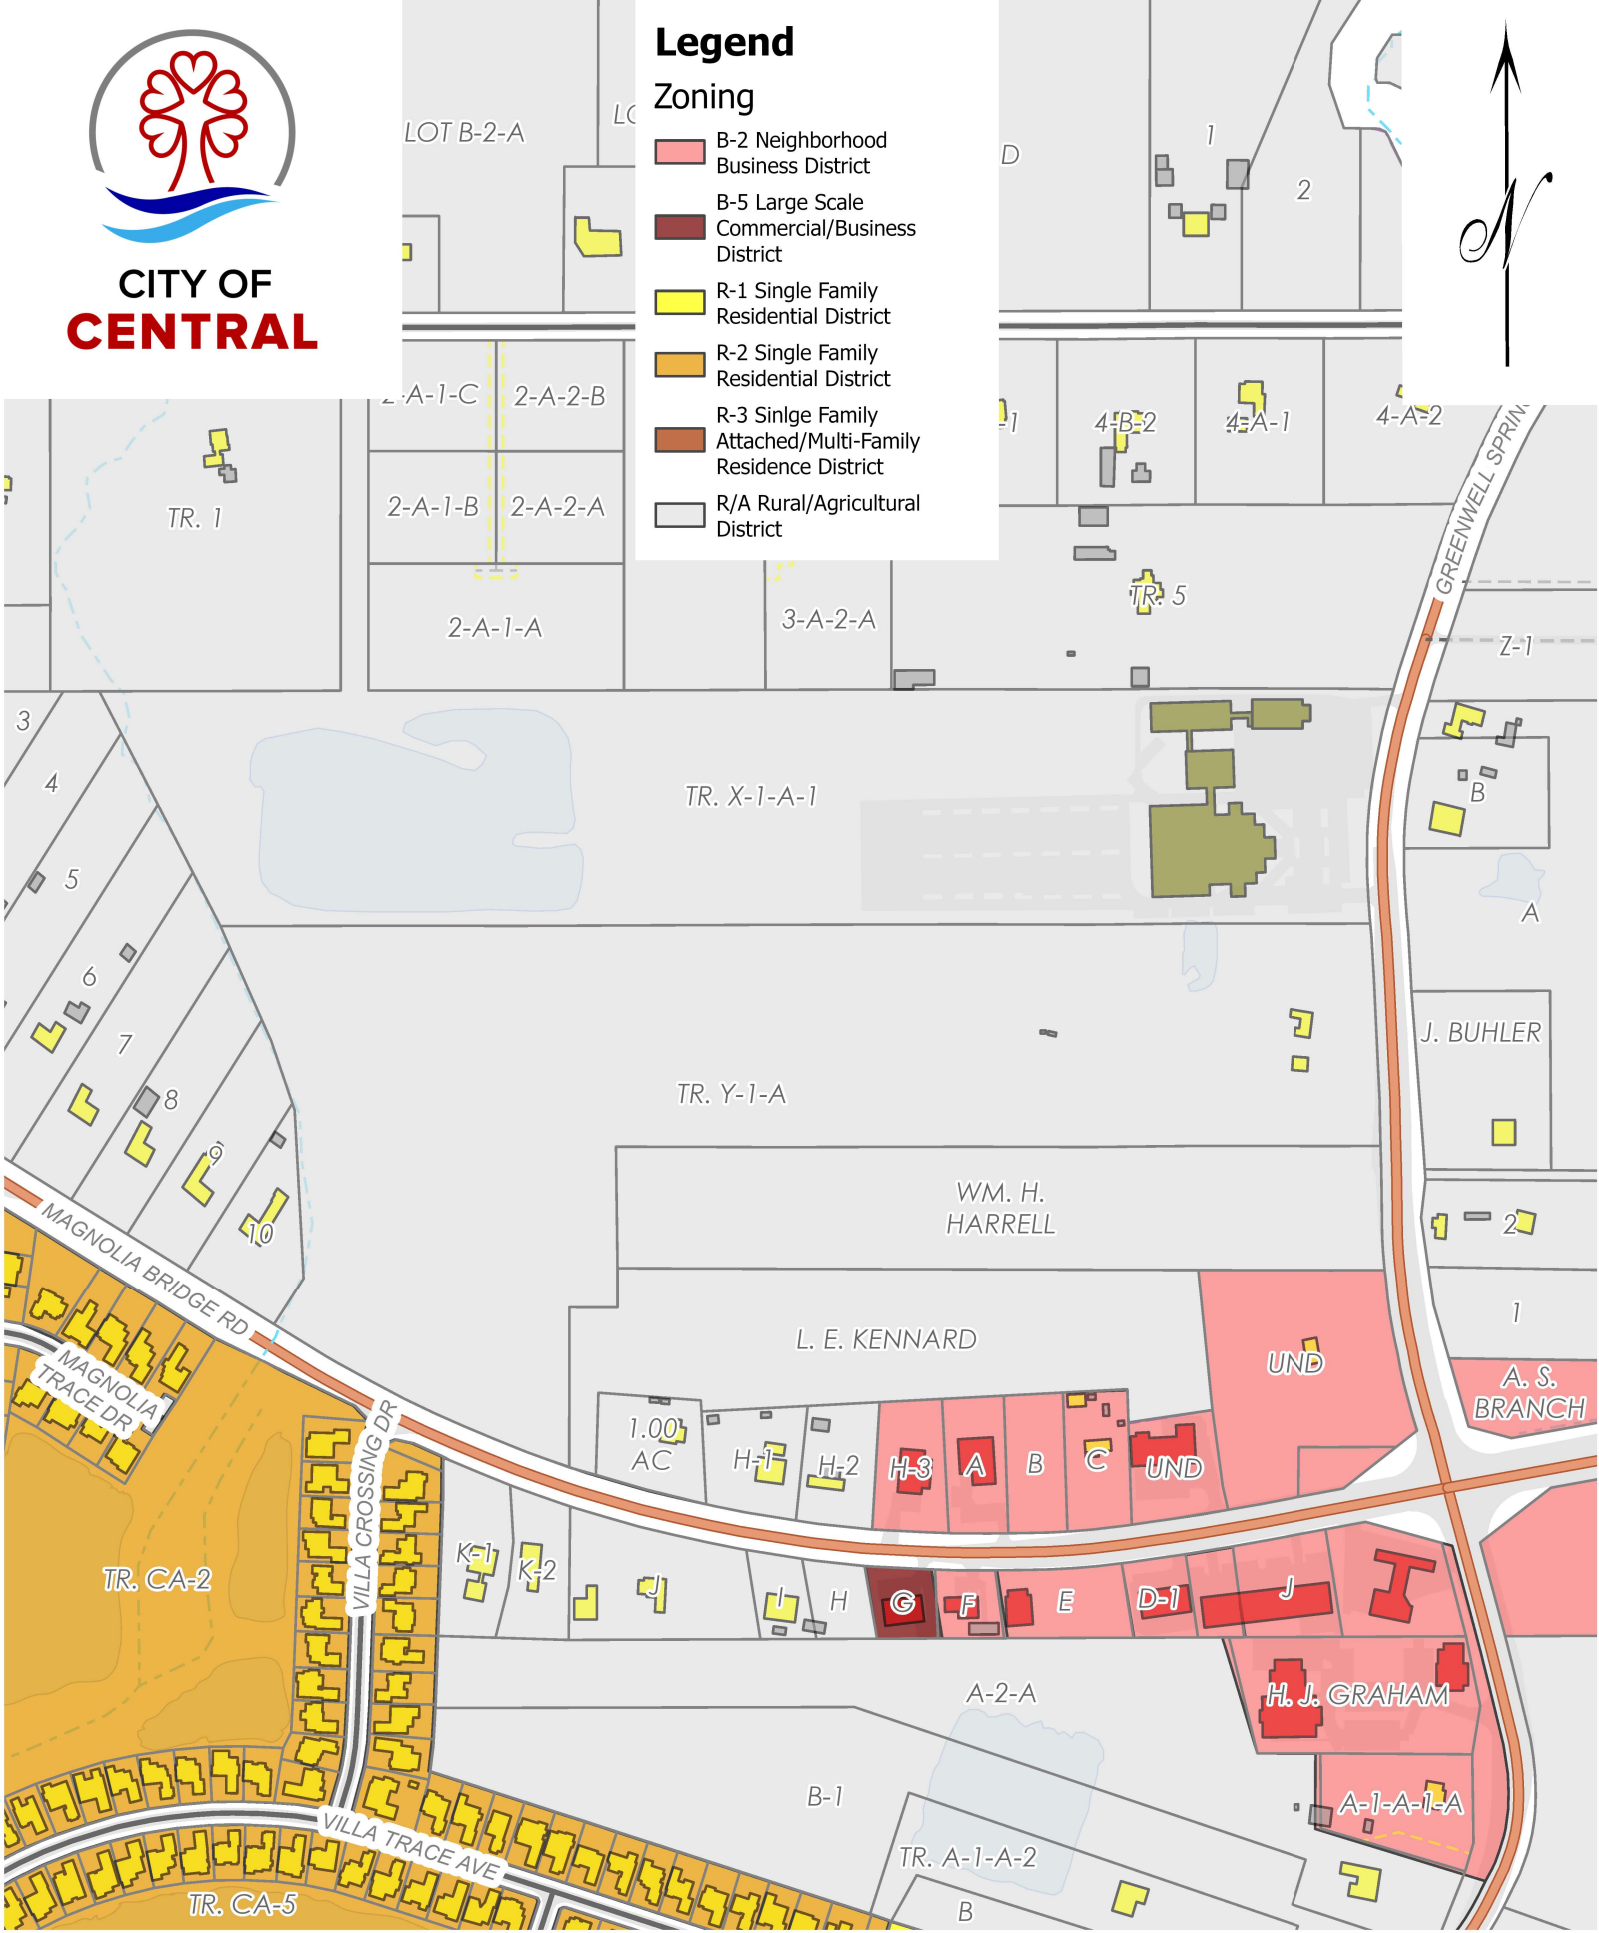 CITY OF
CENTRAL
Legend
Zoning
B-2 Neighborhood
Business District
B-5 Large Scale
Commercial/Business
District
R-1 Single Family
Residential District
R-2 Single Family
Residential District
R-3 Sinlge Family
Attached/Multi-Family
Residence District
R/A Rural/Agricultural
District
N
LOT B-2-A
D
1
2
2-A-2-B
4-B-2
4-A-1
4-A-2
TR. 1
2-A-1-B
2-A-2-A
2-A-1-A
3-A-2-A
TR. 5
Z-1
3
4
5
6
7
8
9
10
TR. X-1-A-1
B
A
J. BUHLER
TR. Y-1-A
WM. H.
HARRELL
2
1
L. E. KENNARD
UND
A. S.
BRANCH
MAGNOLIA BRIDGE RD
MAGNOLIA
TRACE DR
VILLA CROSSING DR
1.00
AC
H-1
H-2
H-3
A
B
C
UND
K-1
K-2
J
I
H
G
F
E
D-1
J
TR. CA-2
A-2-A
H. J. GRAHAM
B-1
A-1-A-1-A
VILLA TRACE AVE
TR. A-1-A-2
TR. CA-5
B